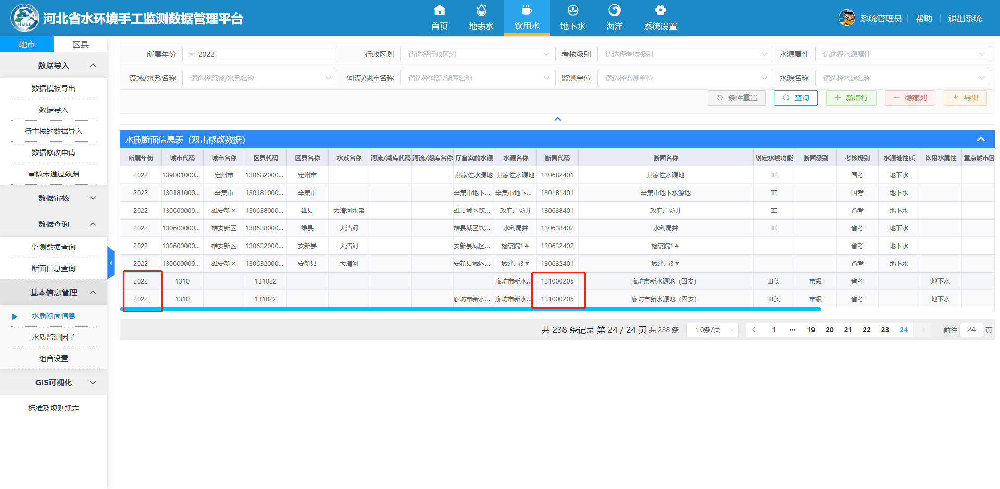 河北省水环境手工监测数据管理平台
首页 地表水 饮用水 地下水 海洋 系统设置
系统管理员 帮助 退出系统
HBEE
地市 区县
数据导入
数据模板导出
数据导入
待审核的数据导入
数据修改申请
审核未通过数据
数据审核
数据查询
监测数据查询
断面信息查询
基本信息管理
水质断面信息
水质监测因子
组合设置
GIS可视化
标准及规则规定
所属年份 2022 行政区划 请选择行政区划 考核级别 请选择考核级别 水源属性 请选择水源属性
流域/水系名称 请选择流域/水系名称 河流/湖库名称 请选择河流/湖库名称 监测单位 请选择监测单位 水源名称 请选择水源名称
条件重置 查询 新增行 隐藏列 导出
水质断面信息表（双击修改数据）
所属年份 城市代码 城市名称 区县代码 区县名称 水系名称 河流/湖库代码 河流/湖库名称 厅备案的水源 水源名称 断面代码 断面名称 划定水域功能 断面级别 考核级别 水源地性质 饮用水属性 重点城市区
2022 139001000... 定州市 130682000... 定州市 燕家佐水源地 燕家佐水源地 130682401 燕家佐水源地 Ⅲ 国考 地下水
2022 130181000... 辛集市 130181000... 辛集市 辛集市地下... 辛集市地下... 130181401 辛集市地下水源地 Ⅲ 国考 地下水
2022 130600000... 雄安新区 130638000... 雄县 大清河水系 雄县城区饮... 政府广场井 130638401 政府广场井 Ⅲ 省考 地下水
2022 130600000... 雄安新区 130638000... 雄县 大清河 雄县城区饮... 水利局井 130638402 水利局井 Ⅲ 省考 地下水
2022 130600000... 雄安新区 130632000... 安新县 大清河 安新县城区... 检察院1# 130632402 检察院1# 省考 地下水
2022 130600000... 雄安新区 130632000... 安新县 大清河 安新县城区... 城建局3# 130632401 城建局3# 省考 地下水
2022 1310 131022 廊坊市新水... 131000205 廊坊市新水源地（固安） Ⅲ类 市级 省考 地下水
2022 1310 131022 廊坊市新水... 廊坊市新水... 131000205 廊坊市新水源地（固安） Ⅲ类 市级 省考 地下水
共 238 条记录 第 24 / 24 页 共 238 条 10条/页 1 ... 19 20 21 22 23 24 前往 24 页